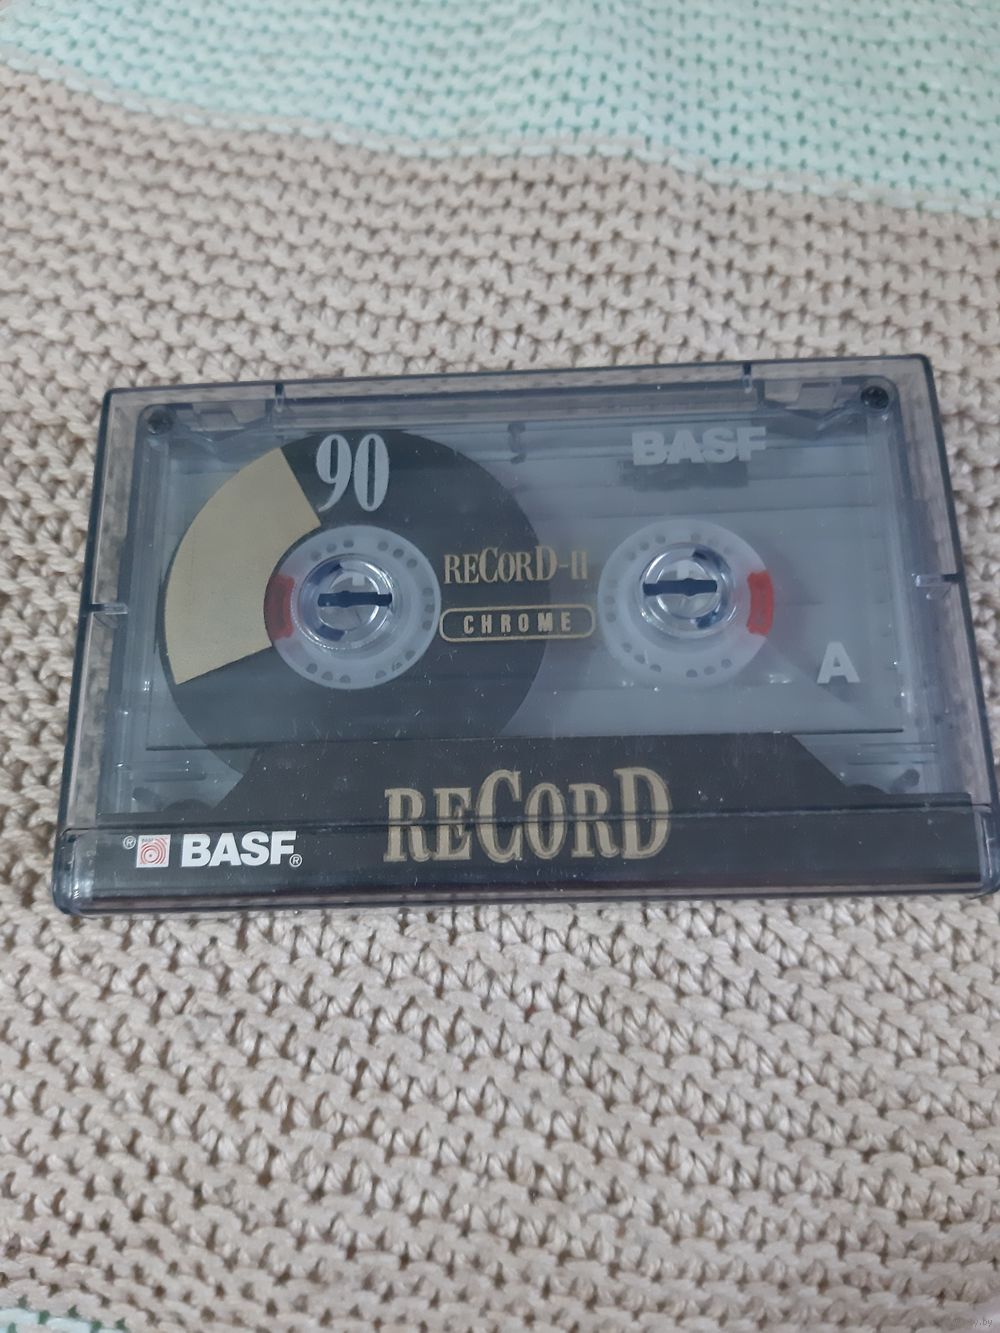 90
BASF
RECORD-II
CHROME
A
RECORD
® BASF®